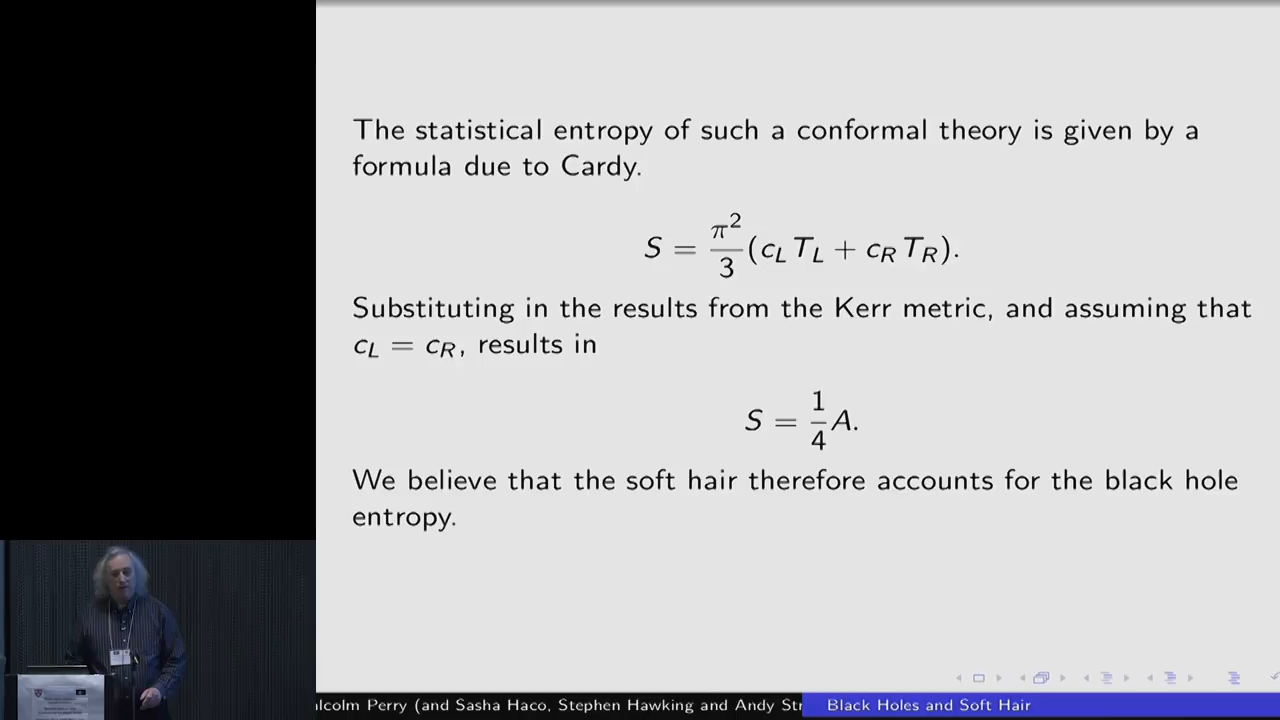 The statistical entropy of such a conformal theory is given by a
formula due to Cardy.
S = π²/3 (c_L T_L + c_R T_R).
Substituting in the results from the Kerr metric, and assuming that
c_L = c_R, results in
S = 1/4 A.
We believe that the soft hair therefore accounts for the black hole
entropy.
lcolm Perry (and Sasha Haco, Stephen Hawking and Andy Str
Black Holes and Soft Hair